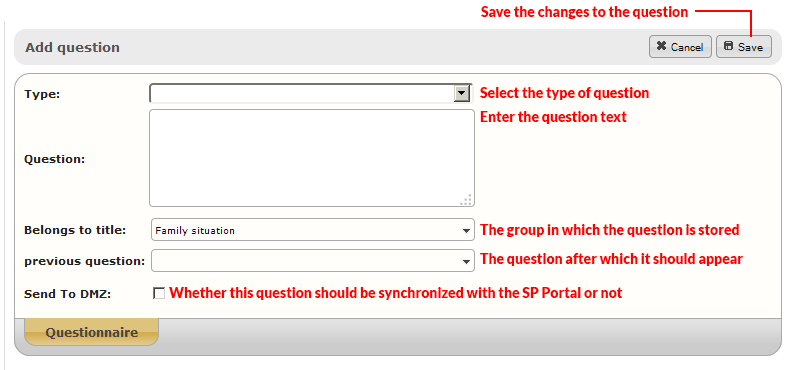 Save the changes to the question
Add question
Cancel
Save
Type:
Select the type of question
Enter the question text
Question:
Belongs to title:
Family situation
The group in which the question is stored
previous question:
The question after which it should appear
Send To DMZ:
Whether this question should be synchronized with the SP Portal or not
Questionnaire